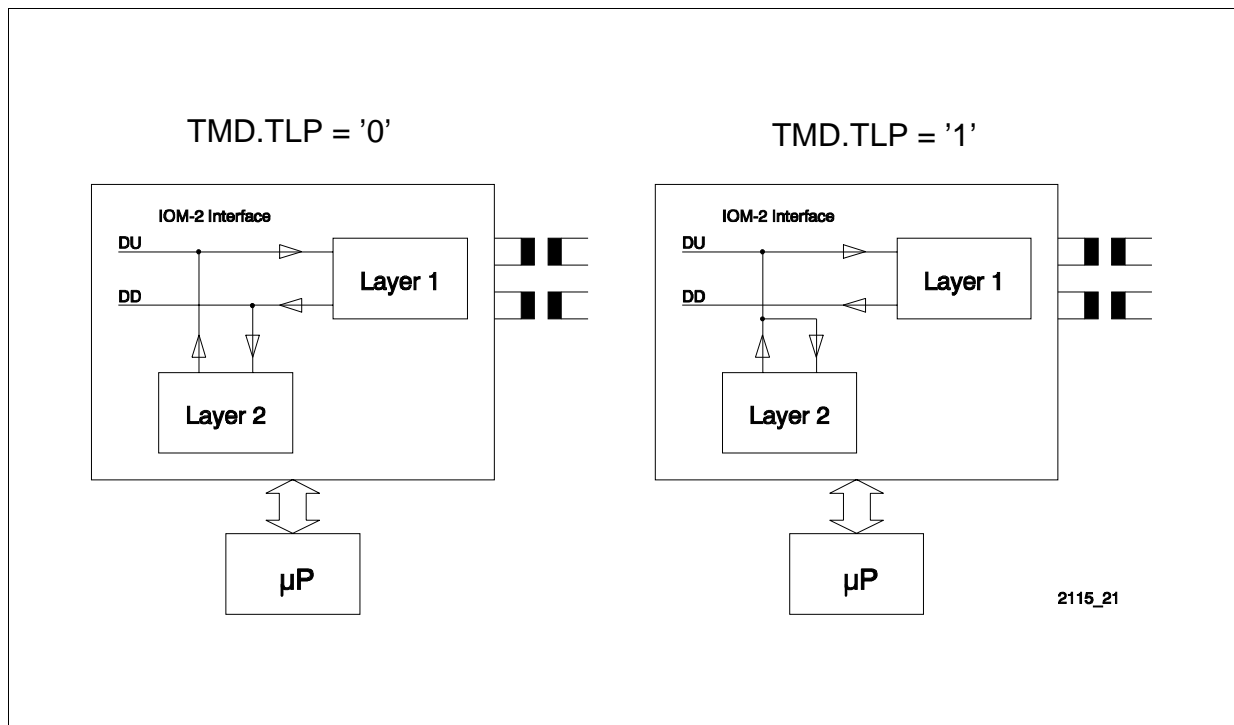 TMD.TLP = ’0’
IOM-2 Interface
DU
DD
Layer 1
Layer 2
µP
TMD.TLP = ’1’
IOM-2 Interface
DU
DD
Layer 1
Layer 2
µP
2115_21